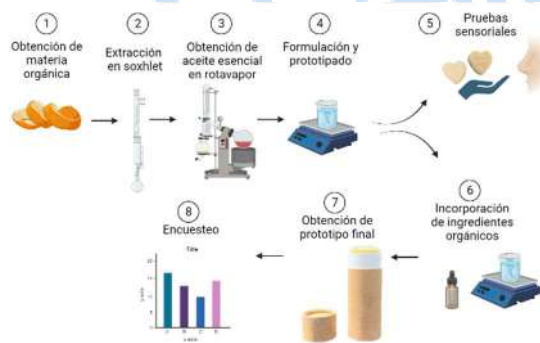 1
Obtención de
materia
orgánica
2
Extracción
en soxhlet
3
Obtención de
aceite esencial
en rotavapor
4
Formulación y
prototipado
5
Pruebas
sensoriales
6
Incorporación
de ingredientes
orgánicos
7
Obtención de
prototipo final
8
Encuesteo
Title